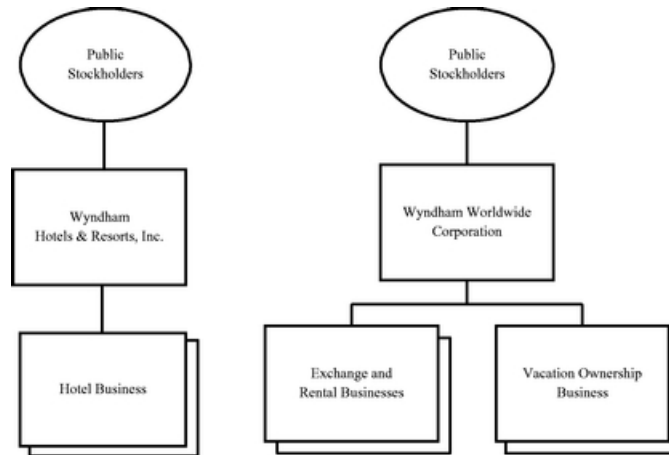 Public
Stockholders
Public
Stockholders
Wyndham
Hotels & Resorts, Inc.
Wyndham Worldwide
Corporation
Hotel Business
Exchange and
Rental Businesses
Vacation Ownership
Business